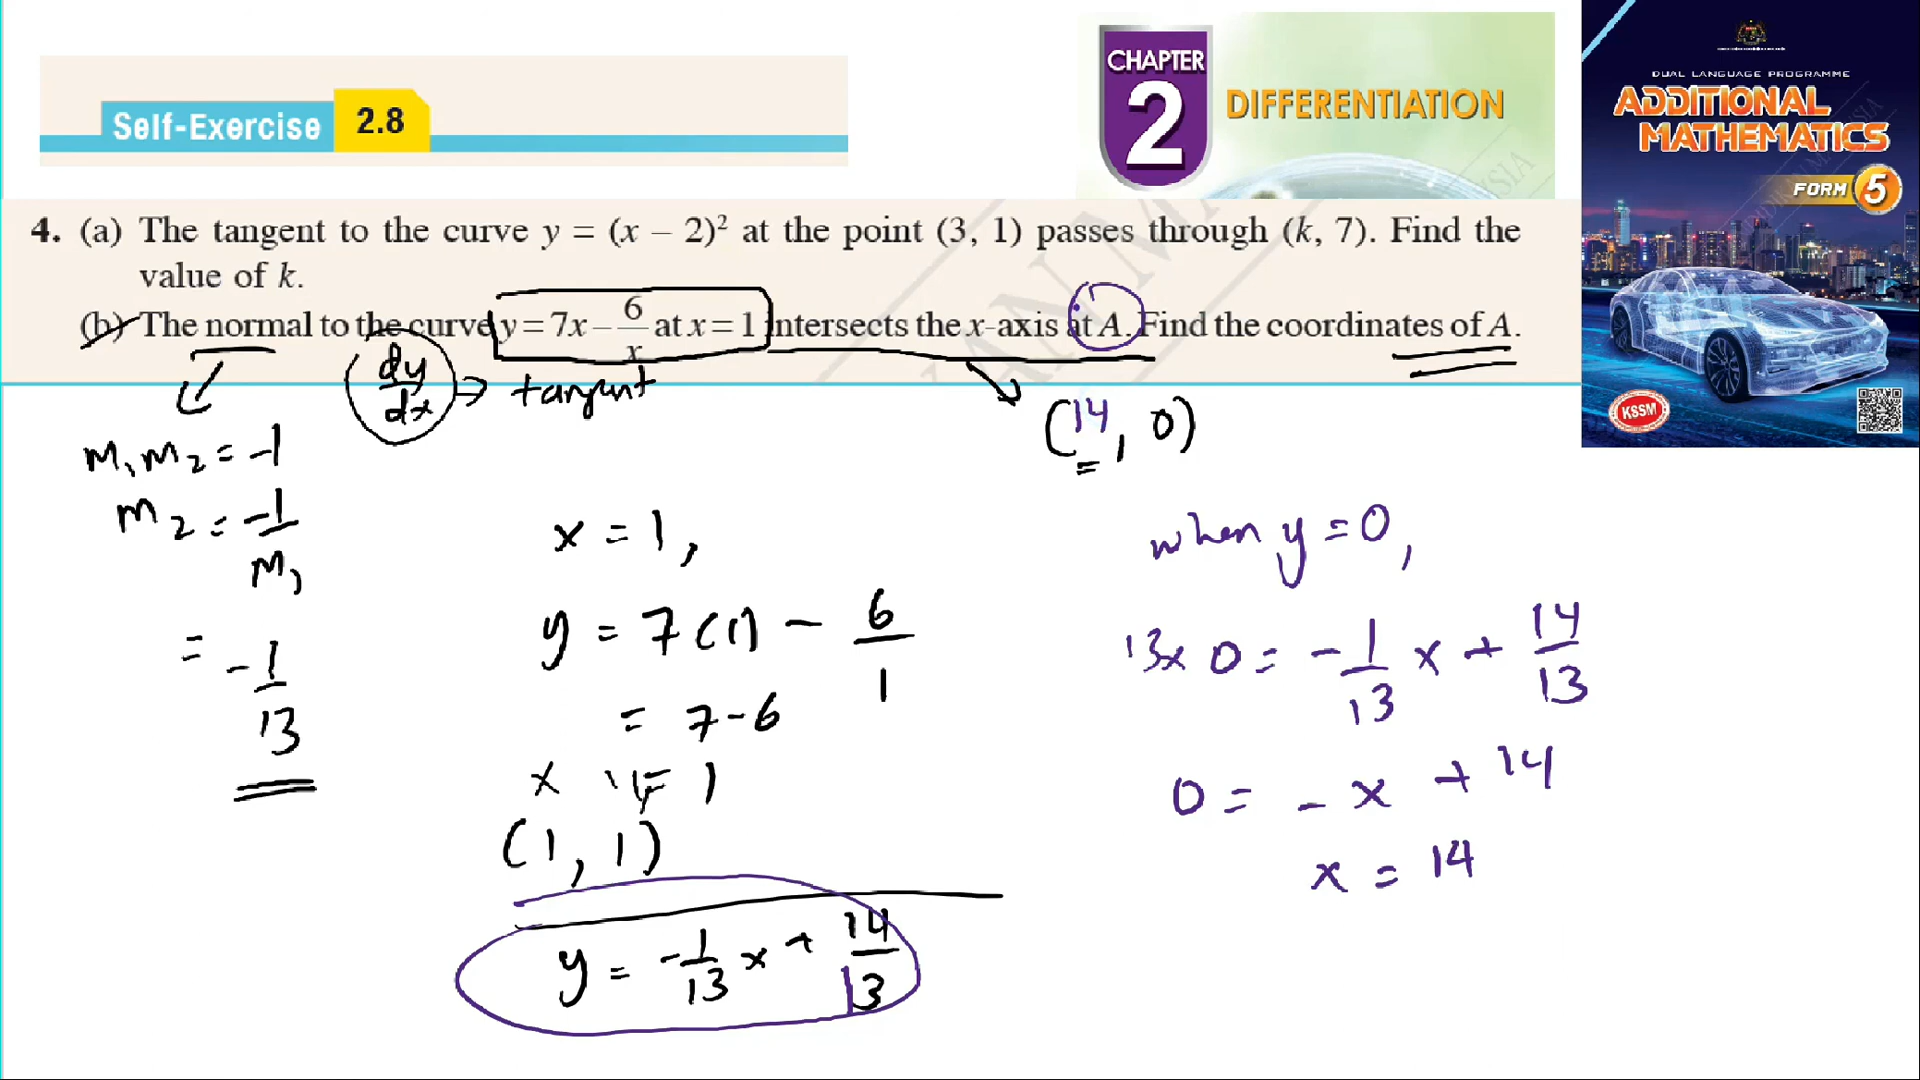 Self-Exercise 2.8
CHAPTER 2 DIFFERENTIATION
DUAL LANGUAGE PROGRAMME
ADDITIONAL
MATHEMATICS
FORM 5
KSSM
4. (a) The tangent to the curve y = (x – 2)² at the point (3, 1) passes through (k, 7). Find the
value of k.
(b) The normal to the curve y = 7x – 6/x at x = 1 intersects the x-axis at A. Find the coordinates of A.
dy/dx → tangent
(14, 0)
m₁m₂ = -1
m₂ = -1/m₁
= -1/13
x = 1,
y = 7(1) - 6/1
= 7-6
x y = 1
(1, 1)
y = -1/13 x + 14/13
when y = 0,
13x 0 = -1/13 x + 14/13
0 = - x + 14
x = 14